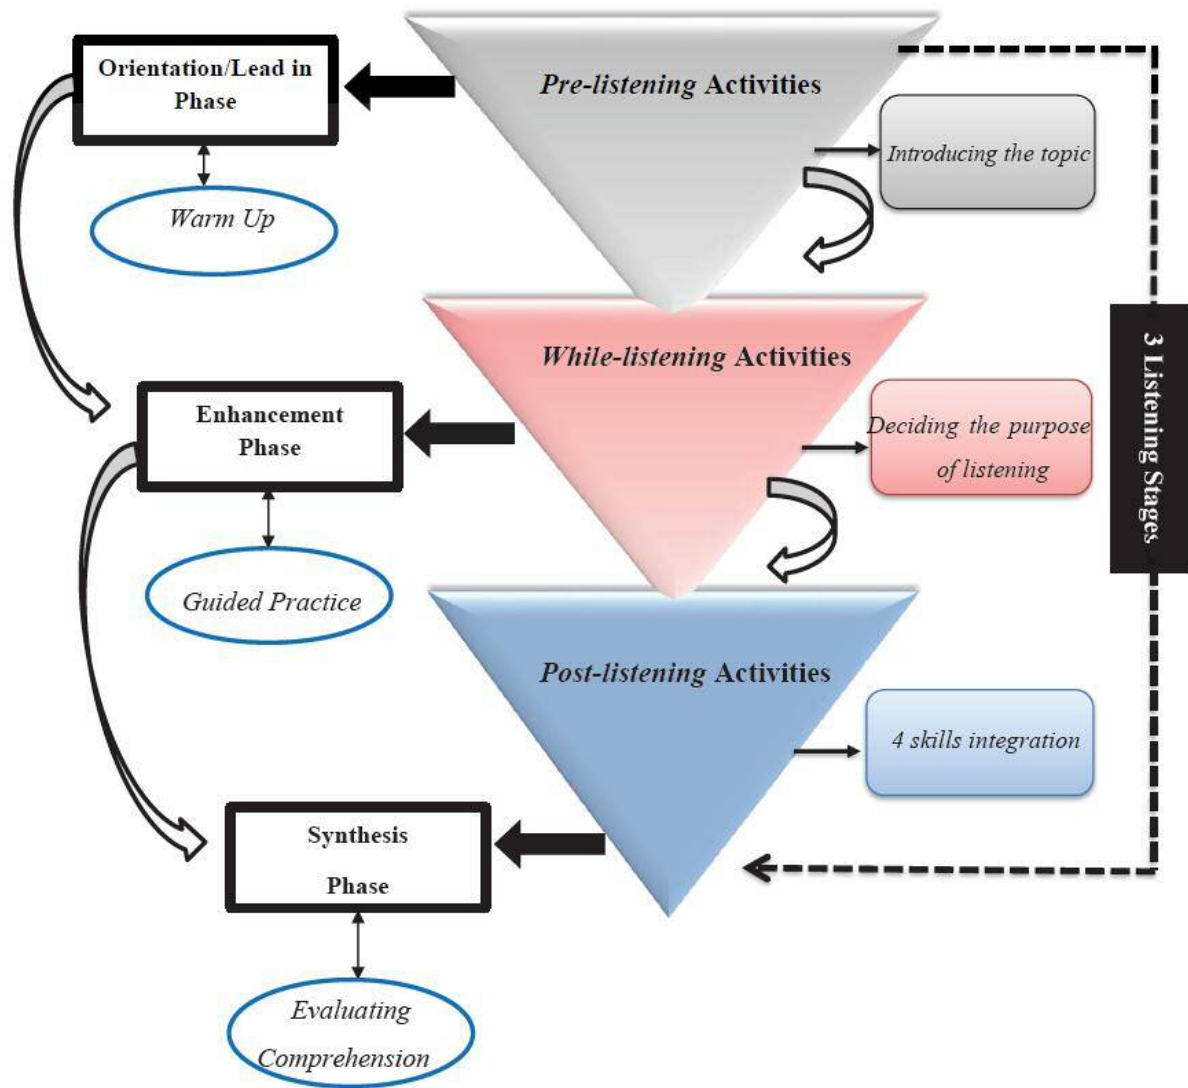 Orientation/Lead in
Phase
Pre-listening Activities
Introducing the topic
Warm Up
3 Listening Stages
While-listening Activities
Enhancement
Phase
Deciding the purpose
of listening
Guided Practice
Post-listening Activities
4 skills integration
Synthesis
Phase
Evaluating
Comprehension